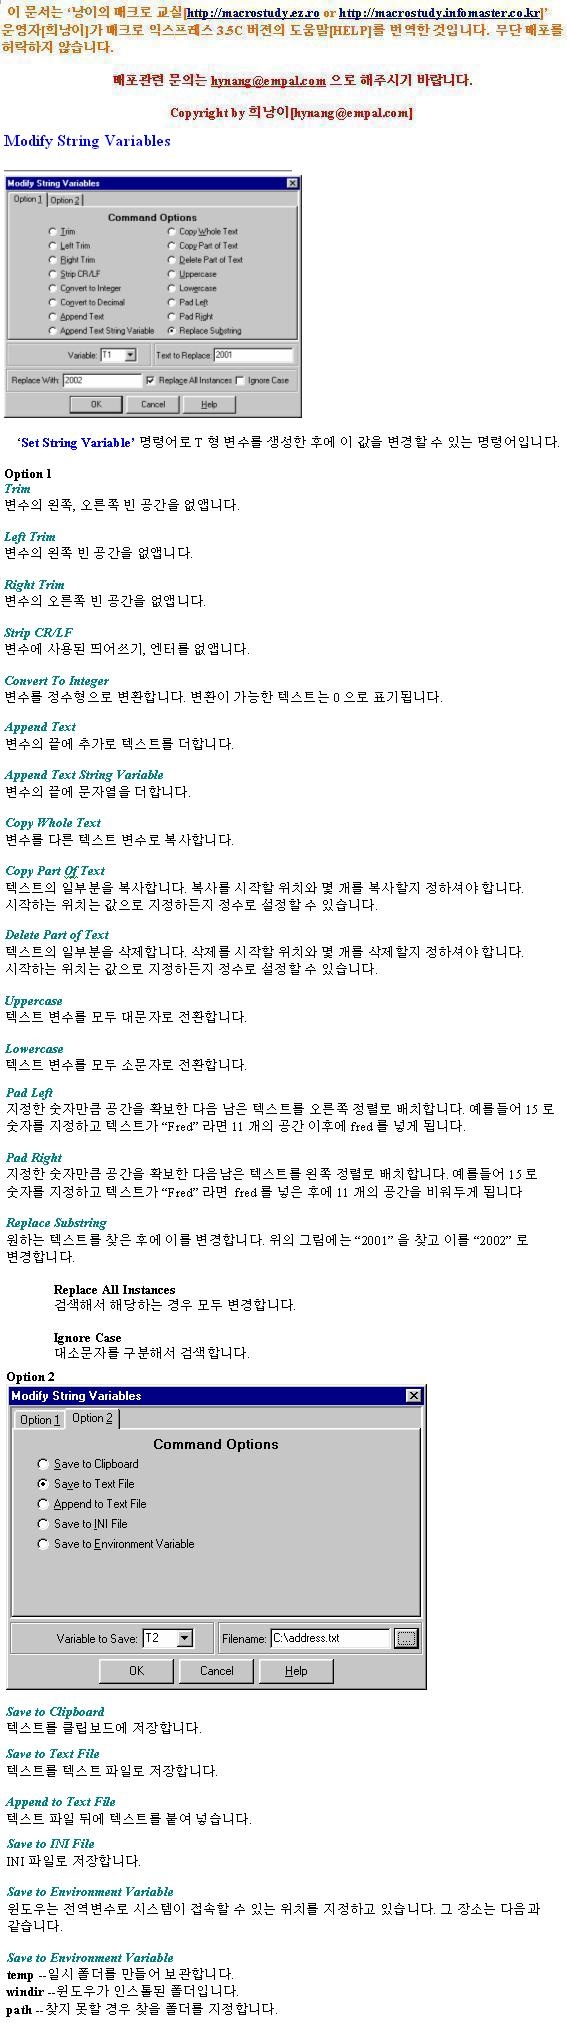 이 문서는 ‘낭이의 매크로 교실[http://macrostudy.ez.ro or http://macrostudy.infomaster.co.kr]’
운영자[희낭이]가 매크로 익스프레스 3.5C 버젼의 도움말[HELP]를 번역한 것입니다. 무단 배포를
허락하지 않습니다.
배포관련 문의는 hynang@empal.com 으로 해주시기 바랍니다.
Copyright by 희낭이[hynang@empal.com]
Modify String Variables
Modify String Variables
Option 1 Option 2
Command Options
Trim Copy Whole Text
Left Trim Copy Part of Text
Right Trim Delete Part of Text
Strip CR/LF Uppercase
Convert to Integer Lowercase
Convert to Decimal Pad Left
Append Text Pad Right
Append Text String Variable Replace Substring
Variable: T1 Text to Replace: 2001
Replace With: 2002 Replace All Instances Ignore Case
OK Cancel Help
‘Set String Variable’ 명령어로 T 형 변수를 생성한 후에 이 값을 변경할 수 있는 명령어입니다.
Option 1
Trim
변수의 왼쪽, 오른쪽 빈 공간을 없앱니다.
Left Trim
변수의 왼쪽 빈 공간을 없앱니다.
Right Trim
변수의 오른쪽 빈 공간을 없앱니다.
Strip CR/LF
변수에 사용된 띄어쓰기, 엔터를 없앱니다.
Convert To Integer
변수를 정수형으로 변환합니다. 변환이 가능한 텍스트는 0 으로 표기됩니다.
Append Text
변수의 끝에 추가로 텍스트를 더합니다.
Append Text String Variable
변수의 끝에 문자열을 더합니다.
Copy Whole Text
변수를 다른 텍스트 변수로 복사합니다.
Copy Part Of Text
텍스트의 일부분을 복사합니다. 복사를 시작할 위치와 몇 개를 복사할지 정하셔야 합니다.
시작하는 위치는 값으로 지정하든지 정수로 설정할 수 있습니다.
Delete Part of Text
텍스트의 일부분을 삭제합니다. 삭제를 시작할 위치와 몇 개를 삭제할지 정하셔야 합니다.
시작하는 위치는 값으로 지정하든지 정수로 설정할 수 있습니다.
Uppercase
텍스트 변수를 모두 대문자로 전환합니다.
Lowercase
텍스트 변수를 모두 소문자로 전환합니다.
Pad Left
지정한 숫자만큼 공간을 확보한 다음 남은 텍스트를 오른쪽 정렬로 배치합니다. 예를들어 15 로
숫자를 지정하고 텍스트가 “Fred” 라면 11 개의 공간 이후에 fred 를 넣게 됩니다.
Pad Right
지정한 숫자만큼 공간을 확보한 다음남은 텍스트를 왼쪽 정렬로 배치합니다. 예를들어 15 로
숫자를 지정하고 텍스트가 “Fred” 라면 fred 를 넣은 후에 11 개의 공간을 비워두게 됩니다
Replace Substring
원하는 텍스트를 찾은 후에 이를 변경합니다. 위의 그림에는 “2001” 을 찾고 이를 “2002” 로
변경합니다.
Replace All Instances
검색해서 해당하는 경우 모두 변경합니다.
Ignore Case
대소문자를 구분해서 검색합니다.
Option 2
Modify String Variables
Option 1 Option 2
Command Options
Save to Clipboard
Save to Text File
Append to Text File
Save to INI File
Save to Environment Variable
Variable to Save: T2 Filename: C:\address.txt ...
OK Cancel Help
Save to Clipboard
텍스트를 클립보드에 저장합니다.
Save to Text File
텍스트를 텍스트 파일로 저장합니다.
Append to Text File
텍스트 파일 뒤에 텍스트를 붙여 넣습니다.
Save to INI File
INI 파일로 저장합니다.
Save to Environment Variable
윈도우는 전역변수로 시스템이 접속할 수 있는 위치를 지정하고 있습니다. 그 장소는 다음과
같습니다.
Save to Environment Variable
temp --일시 폴더를 만들어 보관합니다.
windir --윈도우가 인스톨된 폴더입니다.
path --찾지 못할 경우 찾을 폴더를 지정합니다.